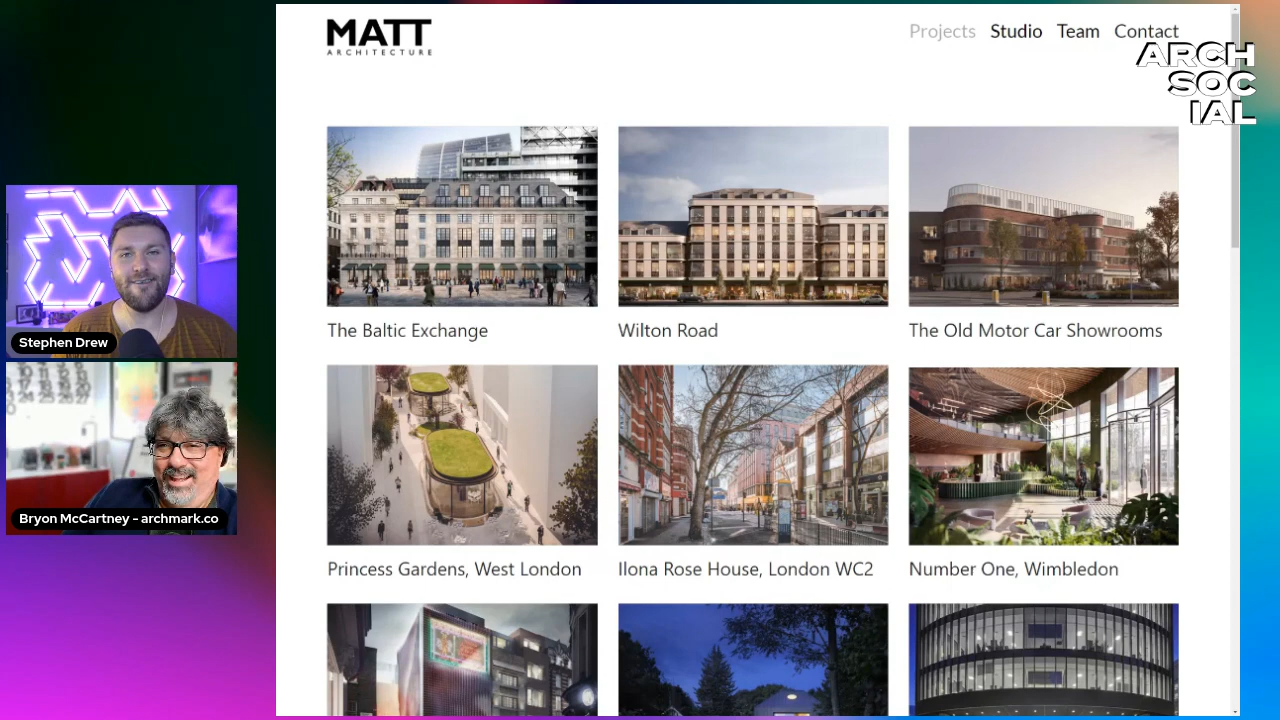 MATT
ARCHITECTURE
Projects Studio Team Contact
ARCH
SOC
IAL
The Baltic Exchange
Wilton Road
The Old Motor Car Showrooms
Stephen Drew
Bryon McCartney - archmark.co
Princess Gardens, West London
Ilona Rose House, London WC2
Number One, Wimbledon